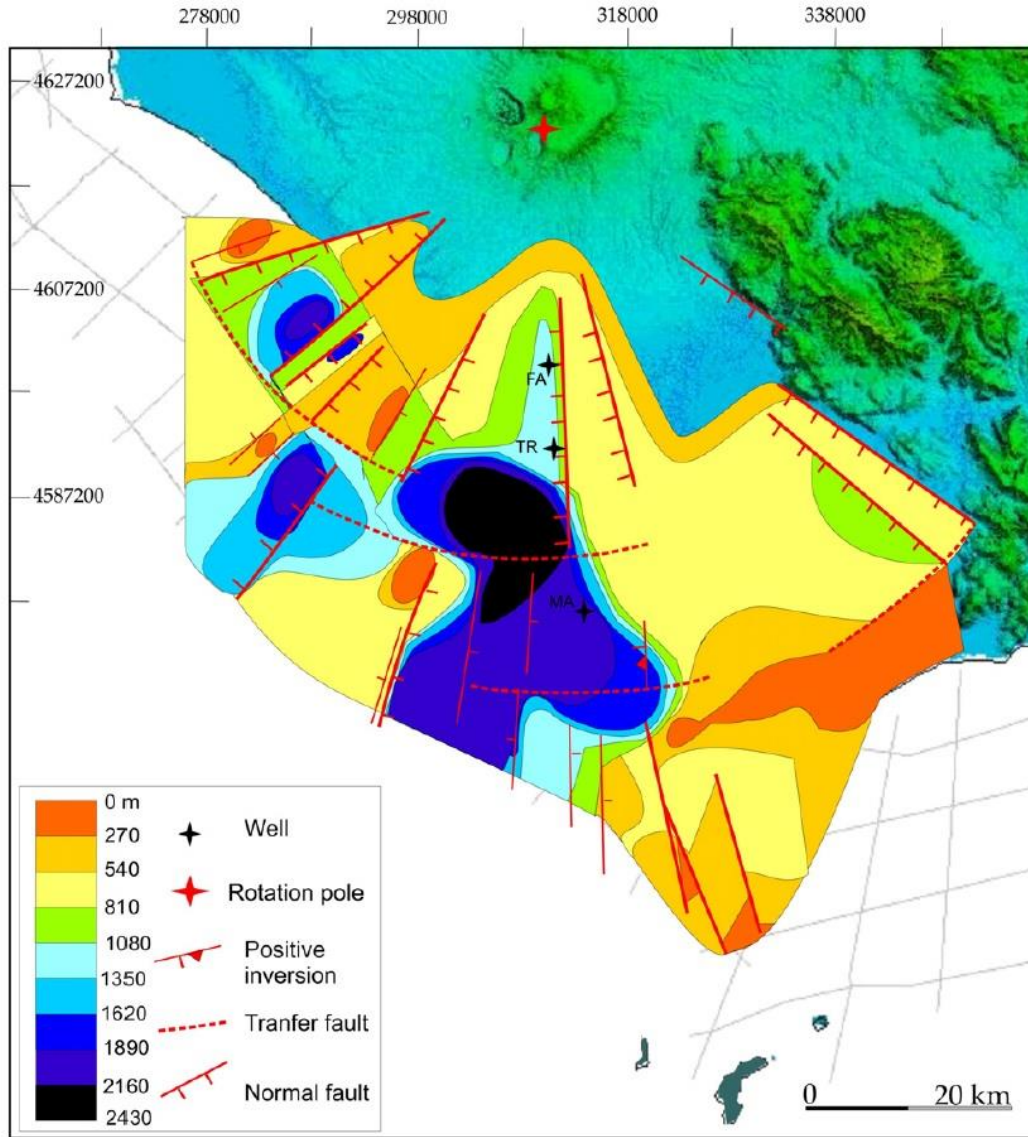 278000 298000 318000 338000
4627200
4607200
4587200
FA
TR
MA
0 m
270
540
810
1080
1350
1620
1890
2160
2430
Well
Rotation pole
Positive
inversion
Tranfer fault
Normal fault
0 20 km